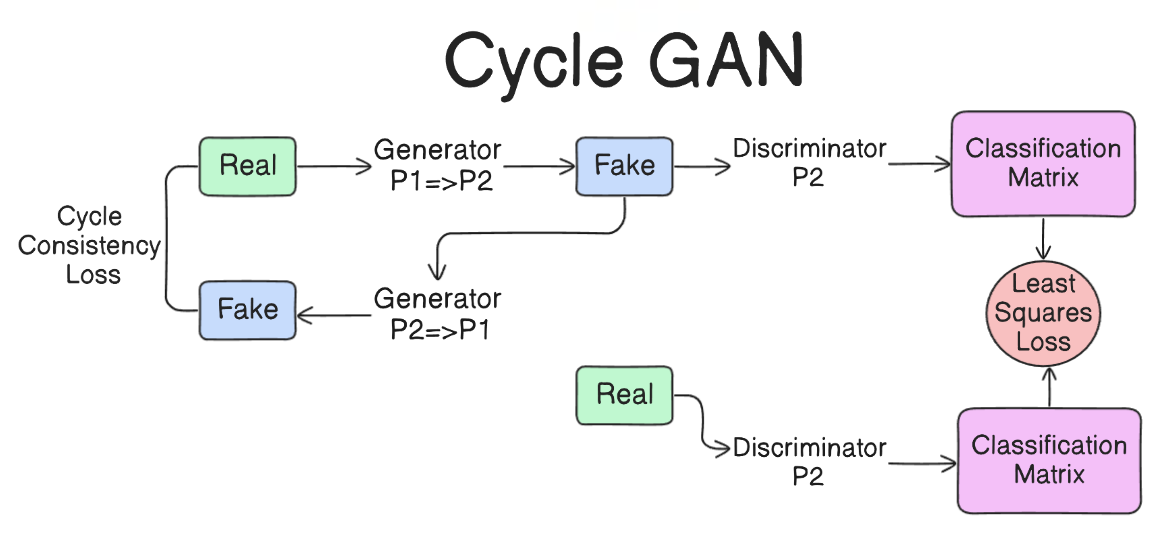 Cycle GAN
Real
Generator
P1=>P2
Fake
Discriminator
P2
Classification
Matrix
Cycle
Consistency
Loss
Fake
Generator
P2=>P1
Least
Squares
Loss
Real
Discriminator
P2
Classification
Matrix